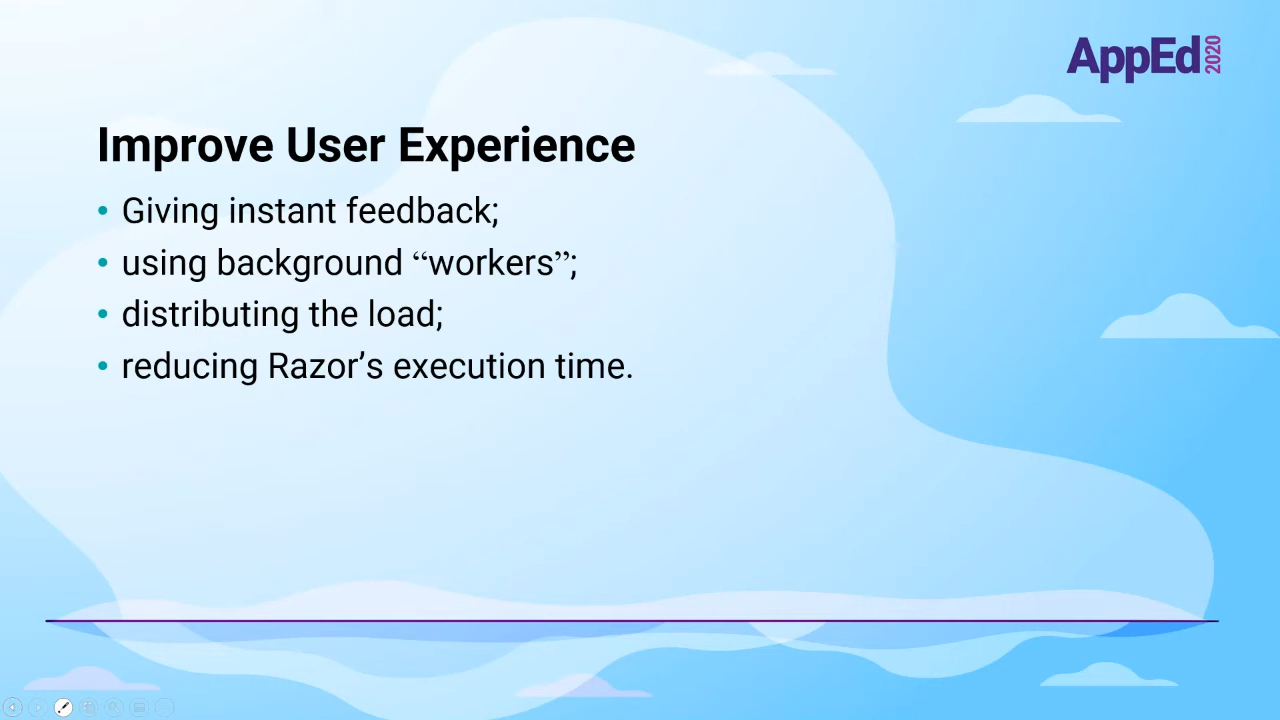 AppEd 2020
Improve User Experience
• Giving instant feedback;
• using background “workers”;
• distributing the load;
• reducing Razor’s execution time.